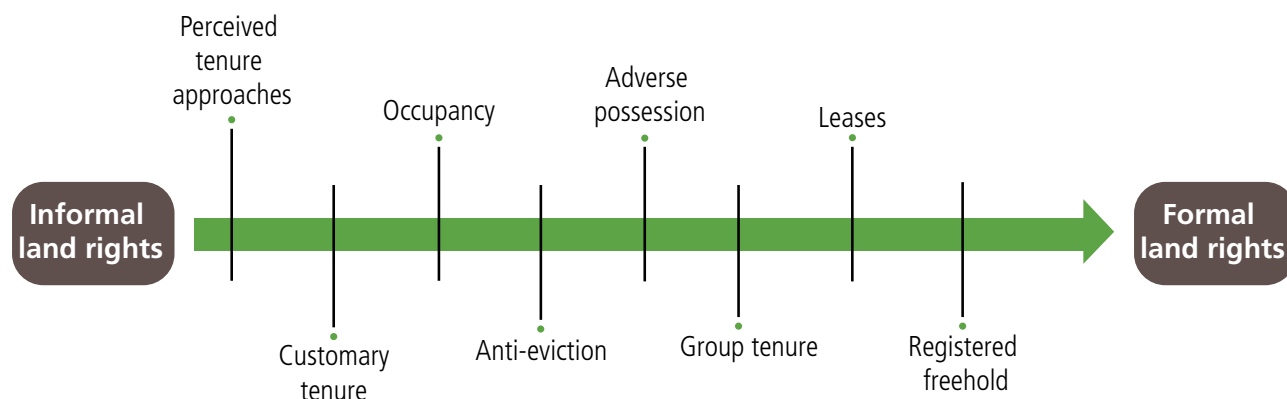 Perceived
tenure
approaches
Occupancy
Adverse
possession
Leases
Informal
land rights
Formal
land rights
Customary
tenure
Anti-eviction
Group tenure
Registered
freehold